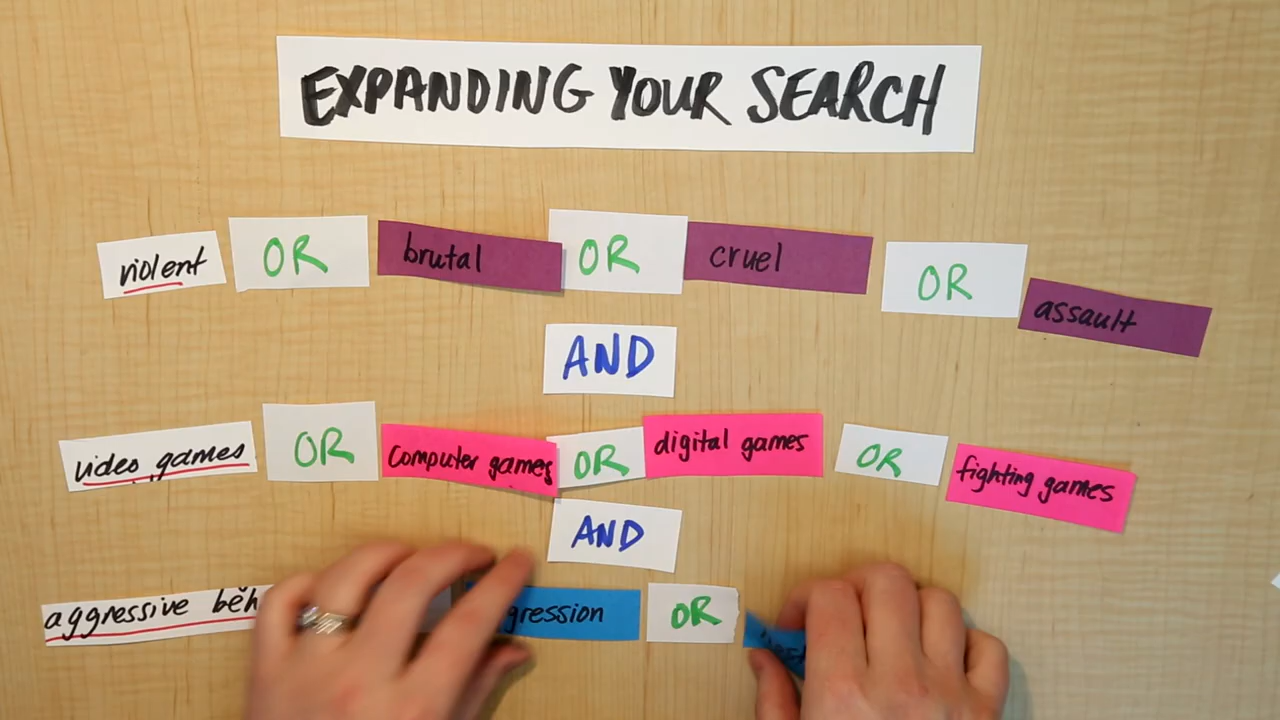 EXPANDING YOUR SEARCH
violent OR brutal OR cruel OR assault
AND
video games OR computer games OR digital games OR fighting games
AND
aggressive OR